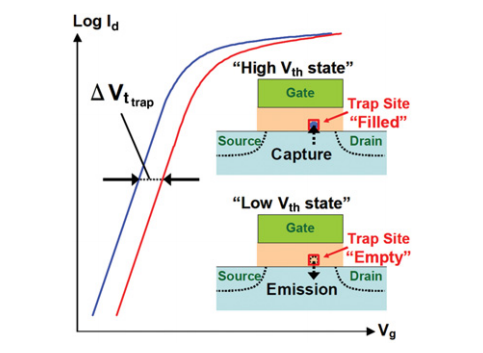 Log I_d
Δ V_t trap
"High V_th state"
Gate
Trap Site
"Filled"
Source
Drain
Capture
"Low V_th state"
Gate
Trap Site
"Empty"
Source
Drain
Emission
V_g